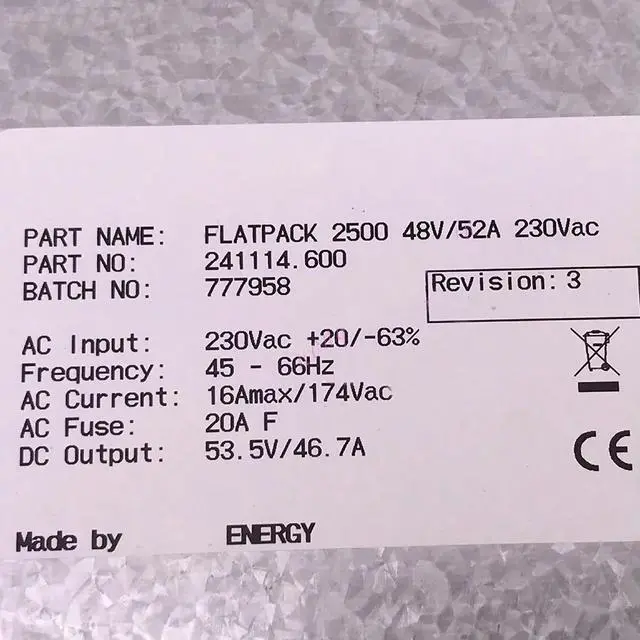 PART NAME: FLATPACK 2500 48V/52A 230Vac
PART NO: 241114.600
BATCH NO: 777958
Revision: 3
AC Input: 230Vac +20/-63%
Frequency: 45 - 66Hz
AC Current: 16Amax/174Vac
AC Fuse: 20A F
DC Output: 53.5V/46.7A
CE
Made by ENERGY